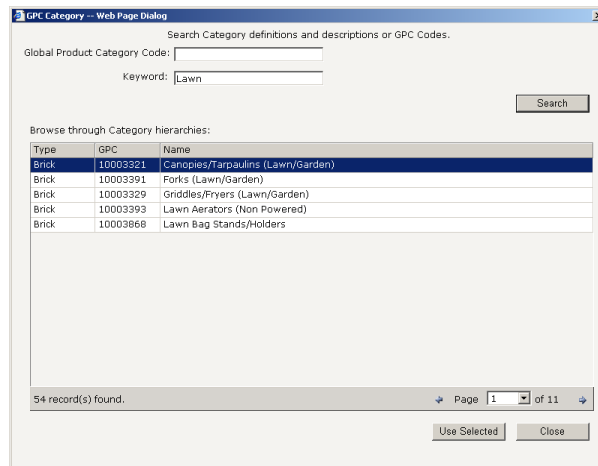 GPC Category -- Web Page Dialog
Search Category definitions and descriptions or GPC Codes.
Global Product Category Code:
Keyword: Lawn
Search
Browse through Category hierarchies:
Type GPC Name
Brick 10003321 Canopies/Tarpaulins (Lawn/Garden)
Brick 10003391 Forks (Lawn/Garden)
Brick 10003329 Griddles/Fryers (Lawn/Garden)
Brick 10003393 Lawn Aerators (Non Powered)
Brick 10003868 Lawn Bag Stands/Holders
54 record(s) found. Page 1 of 11
Use Selected Close